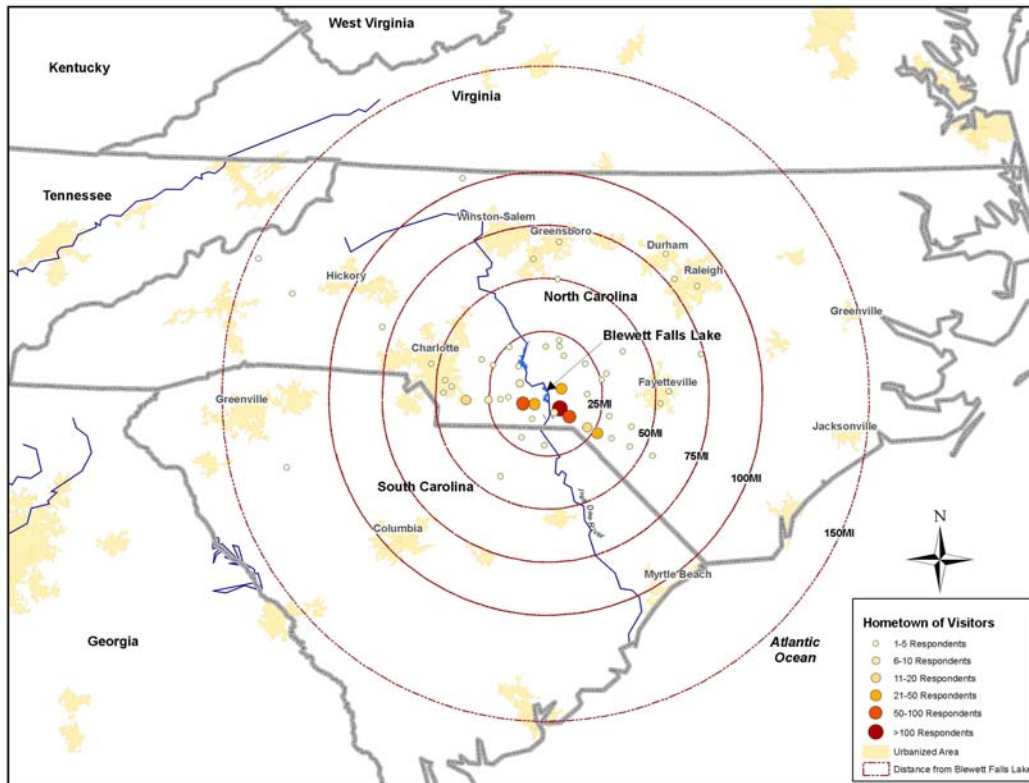 West Virginia
Kentucky
Virginia
Tennessee
Winston-Salem
Greensboro
Durham
Raleigh
Hickory
North Carolina
Greenville
Blewett Falls Lake
Charlotte
Fayetteville
Greenville
25MI
Jacksonville
50MI
75MI
100MI
South Carolina
Columbia
150MI
N
Myrtle Beach
Georgia
Atlantic
Ocean
Hometown of Visitors
1-5 Respondents
6-10 Respondents
11-20 Respondents
21-50 Respondents
50-100 Respondents
>100 Respondents
Urbanized Area
Distance from Blewett Falls Lake